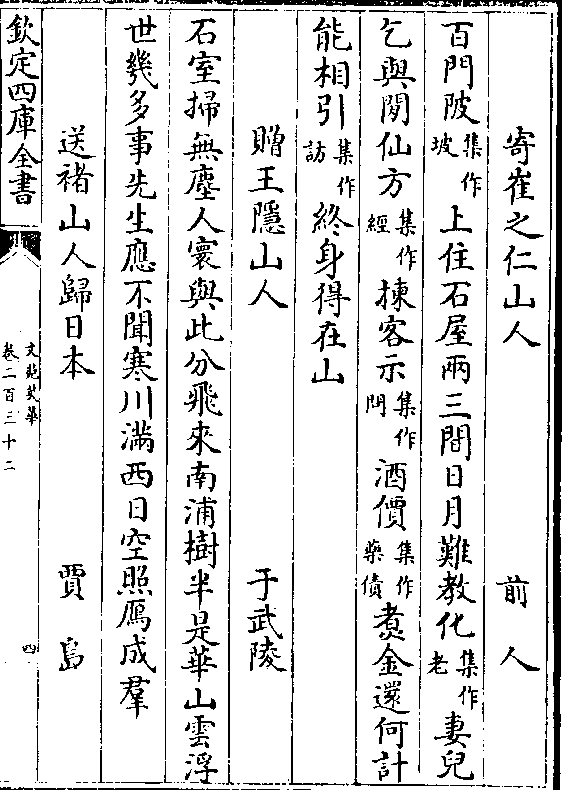 寄崔之仁山人　前人
百門陂集作坡上住石屋兩三間日月難教化集作老妻兒
乞與閑仙方集作經揀客示集作問酒價集作藥債煑金還何計
能相引集作訪終身得在山
贈王隱山人　于武陵
石室掃無塵人寰與此分飛來南浦樹半是華山雲浮
世幾多事先生應不聞寒川滿西日空照鴈成羣
送褚山人歸日本　賈島
欽定四庫全書
文苑英華
卷二百三十二
四